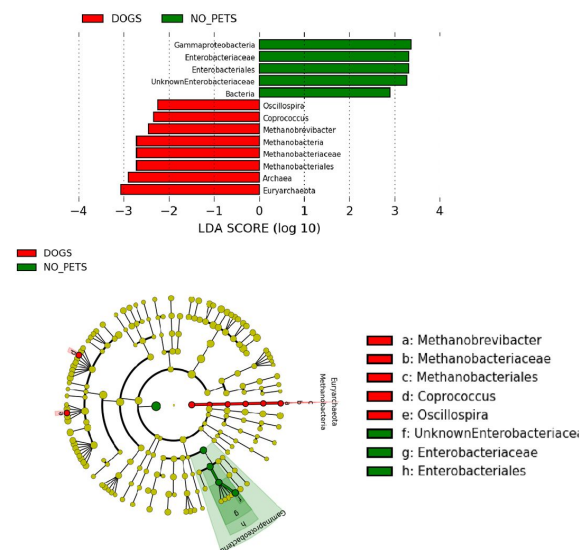 DOGS NO_PETS
Gammaproteobacteria
Enterobacteriaceae
Enterobacteriales
UnknownEnterobacteriaceae
Bacteria
Oscillospira
Coprococcus
Methanobrevibacter
Methanobacteria
Methanobacteriaceae
Methanobacteriales
Archaea
Euryarchaeota
−4 −3 −2 −1 0 1 2 3 4
LDA SCORE (log 10)
DOGS
NO_PETS
a
b
c
Euryarchaeota
Methanobacteria
f
g
h
Gammaproteobacteria
a: Methanobrevibacter
b: Methanobacteriaceae
c: Methanobacteriales
d: Coprococcus
e: Oscillospira
f: UnknownEnterobacteriacea
g: Enterobacteriaceae
h: Enterobacteriales